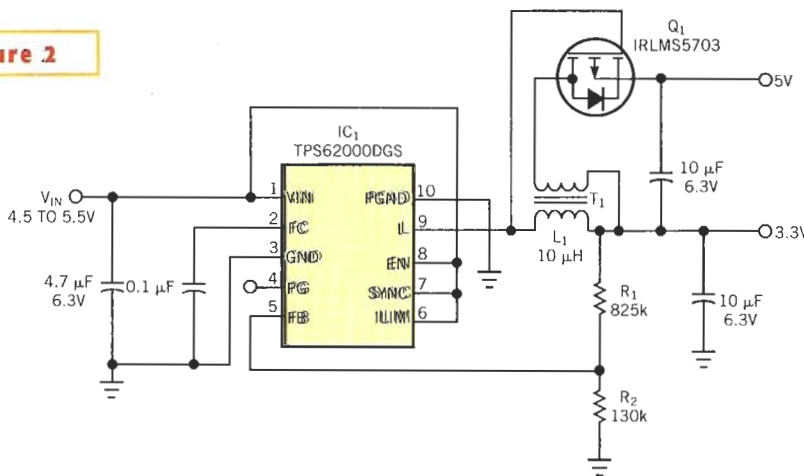 ure 2
Q1
IRLMS5703
5V
IC1
TPS62000DGS
10 µF
6.3V
VIN
4.5 TO 5.5V
1 VIN
2 FC
3 GND
4 PG
5 FB
PGND 10
IL 9
EN 8
SYNC 7
ILIM 6
T1
L1
10 µH
3.3V
4.7 µF
6.3V
0.1 µF
R1
825k
10 µF
6.3V
R2
130k